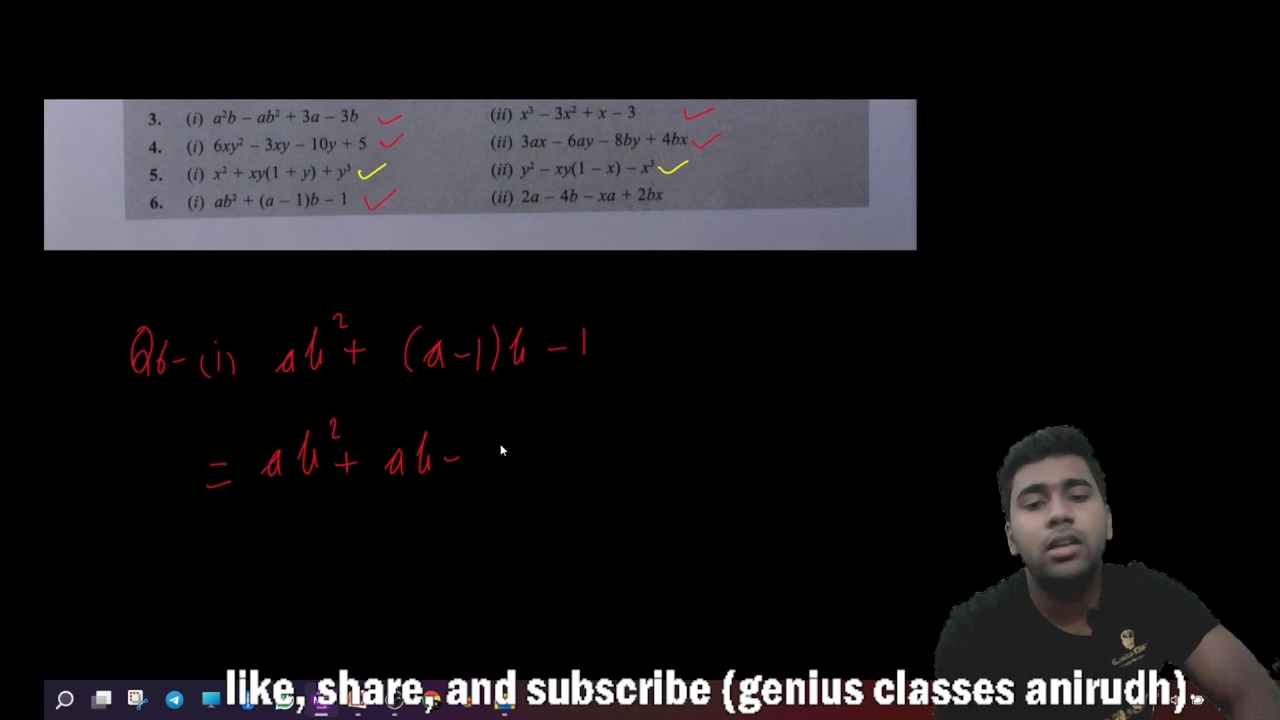 3. (i) a²b – ab² + 3a – 3b (ii) x³ – 3x² + x – 3
4. (i) 6xy² – 3xy – 10y + 5 (ii) 3ax – 6ay – 8by + 4bx
5. (i) x² + xy(1 + y) + y³ (ii) y² – xy(1 – x) – x³
6. (i) ab² + (a – 1)b – 1 (ii) 2a – 4b – xa + 2bx
Q6- (i) ab² + (a-1)b - 1
= ab² + ab -
like, share, and subscribe (genius classes anirudh).